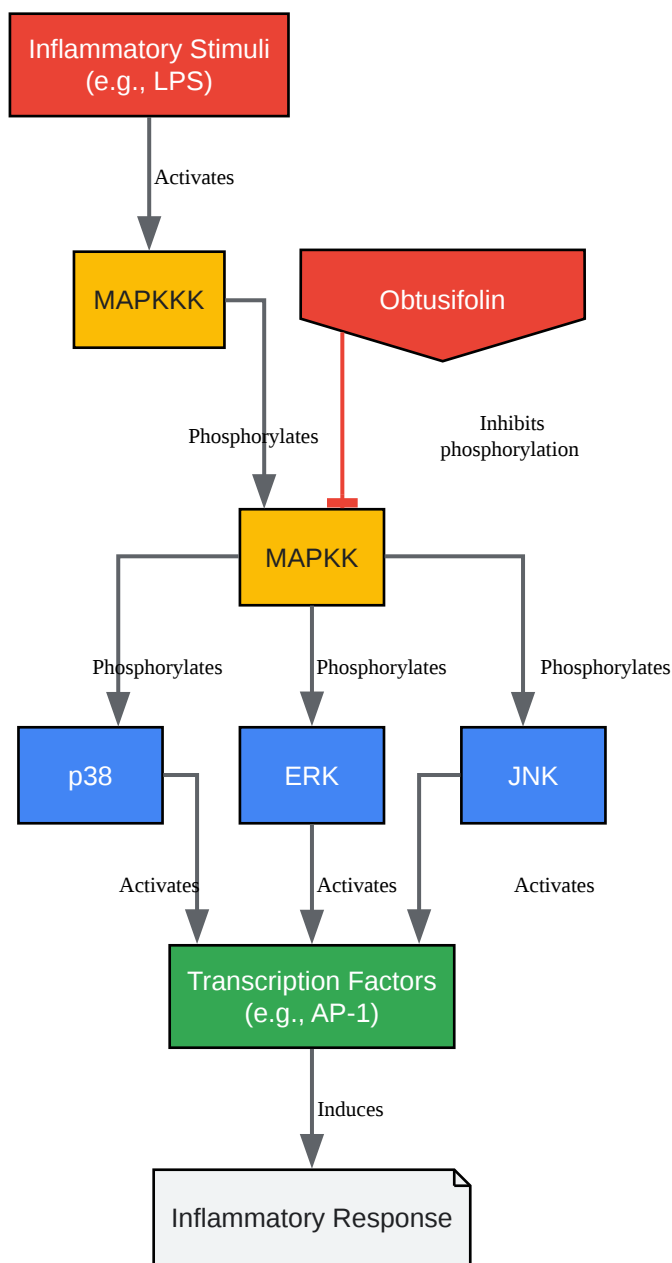 Inflammatory Stimuli
(e.g., LPS)
Activates
MAPKKK
Obtusifolin
Inhibits
phosphorylation
Phosphorylates
MAPKK
Phosphorylates
Phosphorylates
Phosphorylates
p38
ERK
JNK
Activates
Activates
Activates
Transcription Factors
(e.g., AP-1)
Induces
Inflammatory Response